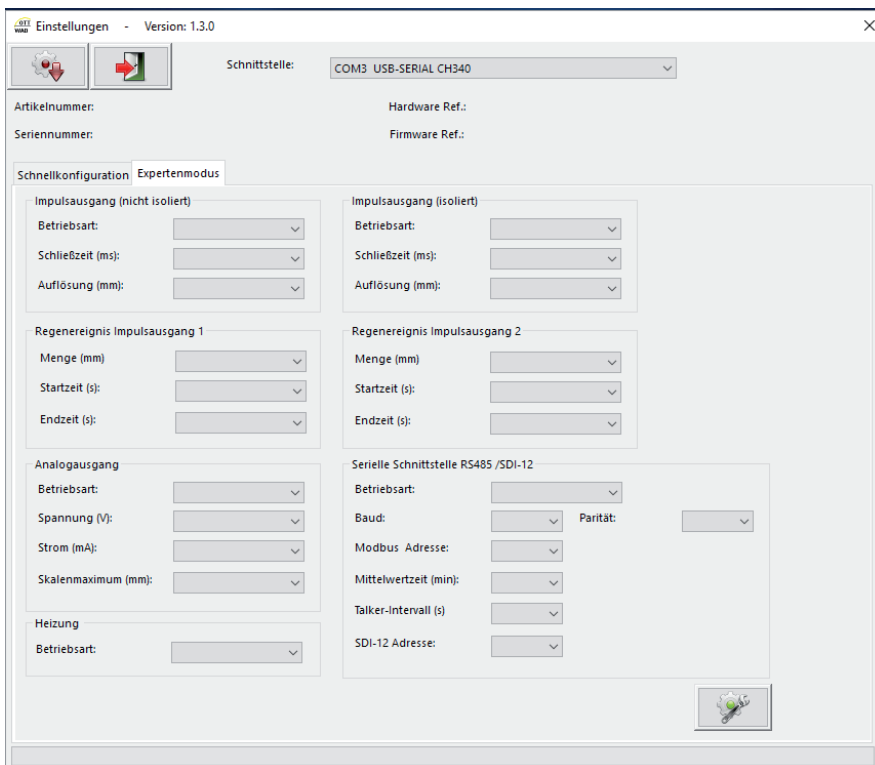 OTT WAD Einstellungen - Version: 1.3.0
Schnittstelle: COM3 USB-SERIAL CH340
Artikelnummer: Hardware Ref.:
Seriennummer: Firmware Ref.:
Schnellkonfiguration Expertenmodus
Impulsausgang (nicht isoliert)
Betriebsart:
Schließzeit (ms):
Auflösung (mm):
Impulsausgang (isoliert)
Betriebsart:
Schließzeit (ms):
Auflösung (mm):
Regenereignis Impulsausgang 1
Menge (mm)
Startzeit (s):
Endzeit (s):
Regenereignis Impulsausgang 2
Menge (mm)
Startzeit (s):
Endzeit (s):
Analogausgang
Betriebsart:
Spannung (V):
Strom (mA):
Skalenmaximum (mm):
Serielle Schnittstelle RS485 /SDI-12
Betriebsart:
Baud: Parität:
Modbus Adresse:
Mittelwertzeit (min):
Talker-Intervall (s)
SDI-12 Adresse:
Heizung
Betriebsart: